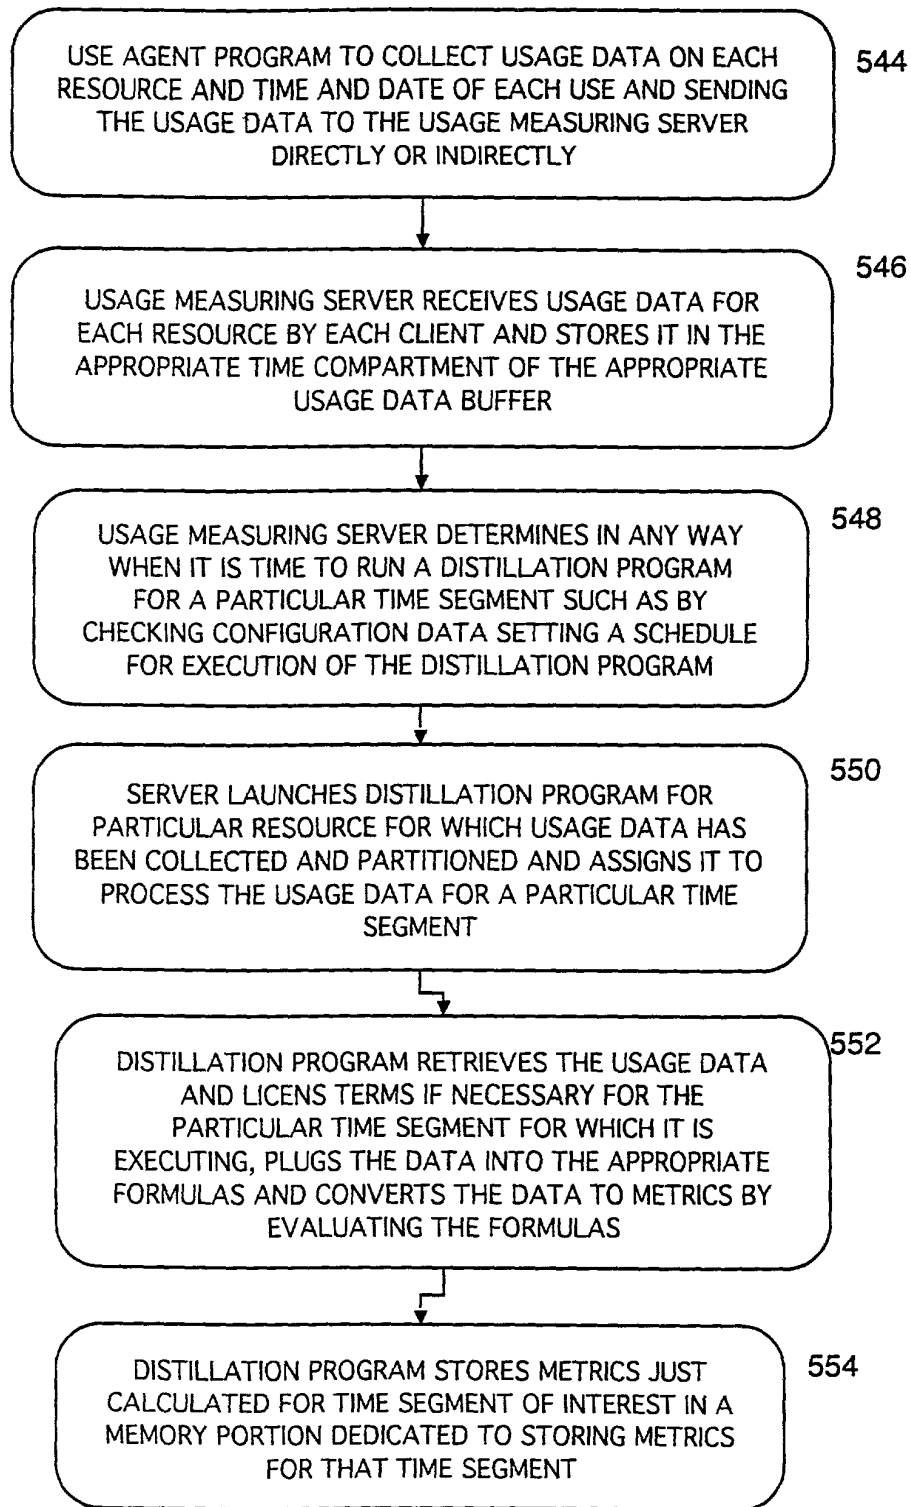 USE AGENT PROGRAM TO COLLECT USAGE DATA ON EACH
RESOURCE AND TIME AND DATE OF EACH USE AND SENDING
THE USAGE DATA TO THE USAGE MEASURING SERVER
DIRECTLY OR INDIRECTLY
544
USAGE MEASURING SERVER RECEIVES USAGE DATA FOR
EACH RESOURCE BY EACH CLIENT AND STORES IT IN THE
APPROPRIATE TIME COMPARTMENT OF THE APPROPRIATE
USAGE DATA BUFFER
546
USAGE MEASURING SERVER DETERMINES IN ANY WAY
WHEN IT IS TIME TO RUN A DISTILLATION PROGRAM
FOR A PARTICULAR TIME SEGMENT SUCH AS BY
CHECKING CONFIGURATION DATA SETTING A SCHEDULE
FOR EXECUTION OF THE DISTILLATION PROGRAM
548
SERVER LAUNCHES DISTILLATION PROGRAM FOR
PARTICULAR RESOURCE FOR WHICH USAGE DATA HAS
BEEN COLLECTED AND PARTITIONED AND ASSIGNS IT TO
PROCESS THE USAGE DATA FOR A PARTICULAR TIME
SEGMENT
550
DISTILLATION PROGRAM RETRIEVES THE USAGE DATA
AND LICENS TERMS IF NECESSARY FOR THE
PARTICULAR TIME SEGMENT FOR WHICH IT IS
EXECUTING, PLUGS THE DATA INTO THE APPROPRIATE
FORMULAS AND CONVERTS THE DATA TO METRICS BY
EVALUATING THE FORMULAS
552
DISTILLATION PROGRAM STORES METRICS JUST
CALCULATED FOR TIME SEGMENT OF INTEREST IN A
MEMORY PORTION DEDICATED TO STORING METRICS
FOR THAT TIME SEGMENT
554